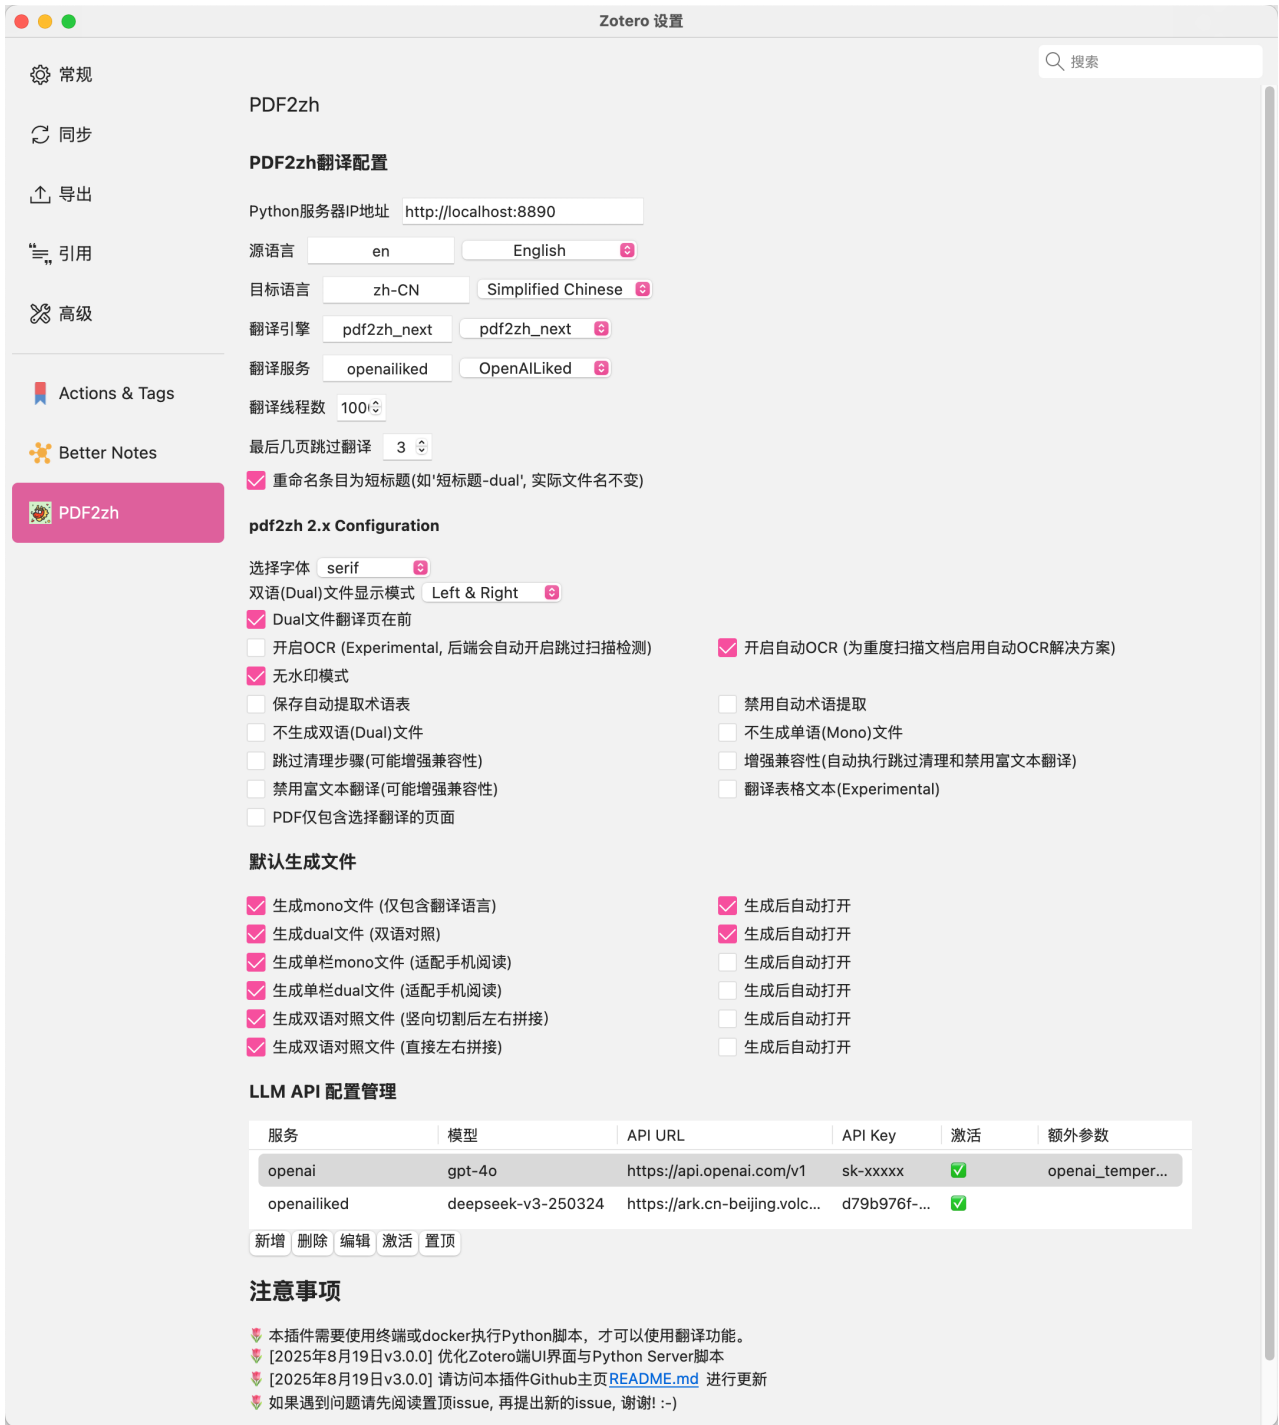 Zotero 设置
搜索
常规
同步
导出
引用
高级
Actions & Tags
Better Notes
PDF2zh
PDF2zh
PDF2zh翻译配置
Python服务器IP地址 http://localhost:8890
源语言 en English
目标语言 zh-CN Simplified Chinese
翻译引擎 pdf2zh_next pdf2zh_next
翻译服务 openailiked OpenAILiked
翻译线程数 100
最后几页跳过翻译 3
重命名条目为短标题(如'短标题-dual', 实际文件名不变)
pdf2zh 2.x Configuration
选择字体 serif
双语(Dual)文件显示模式 Left & Right
Dual文件翻译页在前
开启OCR (Experimental, 后端会自动开启跳过扫描检测) 开启自动OCR (为重度扫描文档启用自动OCR解决方案)
无水印模式
保存自动提取术语表 禁用自动术语提取
不生成双语(Dual)文件 不生成单语(Mono)文件
跳过清理步骤(可能增强兼容性) 增强兼容性(自动执行跳过清理和禁用富文本翻译)
禁用富文本翻译(可能增强兼容性) 翻译表格文本(Experimental)
PDF仅包含选择翻译的页面
默认生成文件
生成mono文件 (仅包含翻译语言) 生成后自动打开
生成dual文件 (双语对照) 生成后自动打开
生成单栏mono文件 (适配手机阅读) 生成后自动打开
生成单栏dual文件 (适配手机阅读) 生成后自动打开
生成双语对照文件 (竖向切割后左右拼接) 生成后自动打开
生成双语对照文件 (直接左右拼接) 生成后自动打开
LLM API 配置管理
服务 模型 API URL API Key 激活 额外参数
openai gpt-4o https://api.openai.com/v1 sk-xxxxx ✅ openai_temper...
openailiked deepseek-v3-250324 https://ark.cn-beijing.volc... d79b976f-... ✅
新增 删除 编辑 激活 置顶
注意事项
🌷 本插件需要使用终端或docker执行Python脚本，才可以使用翻译功能。
🌷 [2025年8月19日v3.0.0] 优化Zotero端UI界面与Python Server脚本
🌷 [2025年8月19日v3.0.0] 请访问本插件Github主页README.md 进行更新
🌷 如果遇到问题请先阅读置顶issue, 再提出新的issue, 谢谢! :-)